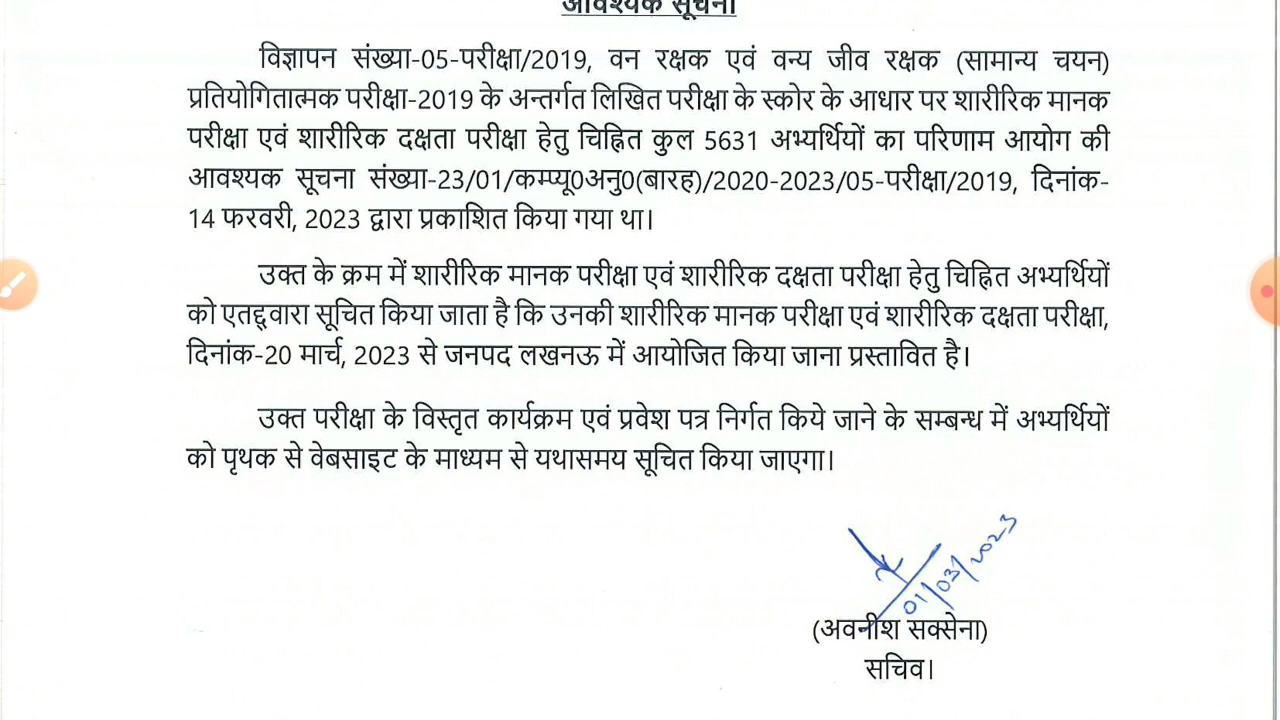 आवश्यक सूचना
विज्ञापन संख्या-05-परीक्षा/2019, वन रक्षक एवं वन्य जीव रक्षक (सामान्य चयन)
प्रतियोगितात्मक परीक्षा-2019 के अन्तर्गत लिखित परीक्षा के स्कोर के आधार पर शारीरिक मानक
परीक्षा एवं शारीरिक दक्षता परीक्षा हेतु चिह्नित कुल 5631 अभ्यर्थियों का परिणाम आयोग की
आवश्यक सूचना संख्या-23/01/कम्प्यू0अनु0(बारह)/2020-2023/05-परीक्षा/2019, दिनांक-
14 फरवरी, 2023 द्वारा प्रकाशित किया गया था।
उक्त के क्रम में शारीरिक मानक परीक्षा एवं शारीरिक दक्षता परीक्षा हेतु चिह्नित अभ्यर्थियों
को एतद्द्वारा सूचित किया जाता है कि उनकी शारीरिक मानक परीक्षा एवं शारीरिक दक्षता परीक्षा,
दिनांक-20 मार्च, 2023 से जनपद लखनऊ में आयोजित किया जाना प्रस्तावित है।
उक्त परीक्षा के विस्तृत कार्यक्रम एवं प्रवेश पत्र निर्गत किये जाने के सम्बन्ध में अभ्यर्थियों
को पृथक से वेबसाइट के माध्यम से यथासमय सूचित किया जाएगा।
01/03/2023
(अवनीश सक्सेना)
सचिव।